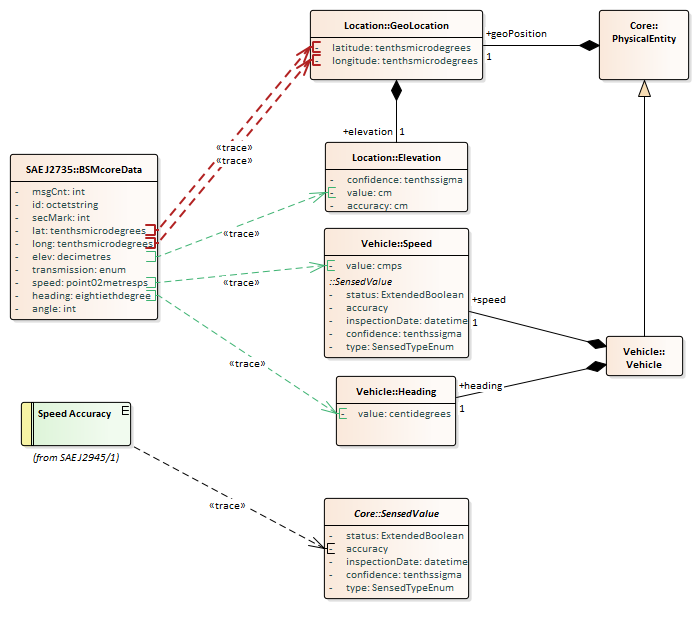 Location::GeoLocation
- latitude: tenthsmicrodegrees
- longitude: tenthsmicrodegrees
+geoPosition
1
Core::
PhysicalEntity
«trace»
«trace»
+elevation 1
SAEJ2735::BSMcoreData
- msgCnt: int
- id: octetstring
- secMark: int
- lat: tenthsmicrodegrees
- long: tenthsmicrodegrees
- elev: decimetres
- transmission: enum
- speed: point02metresps
- heading: eightiethdegree
- angle: int
Location::Elevation
- confidence: tenthssigma
- value: cm
- accuracy: cm
«trace»
Vehicle::Speed
- value: cmps
::SensedValue
- status: ExtendedBoolean
- accuracy
- inspectionDate: datetime
- confidence: tenthssigma
- type: SensedTypeEnum
«trace»
+speed
1
Vehicle::
Vehicle
«trace»
Vehicle::Heading
- value: centidegrees
+heading
1
Speed Accuracy
(from SAEJ2945/1)
«trace»
Core::SensedValue
- status: ExtendedBoolean
- accuracy
- inspectionDate: datetime
- confidence: tenthssigma
- type: SensedTypeEnum